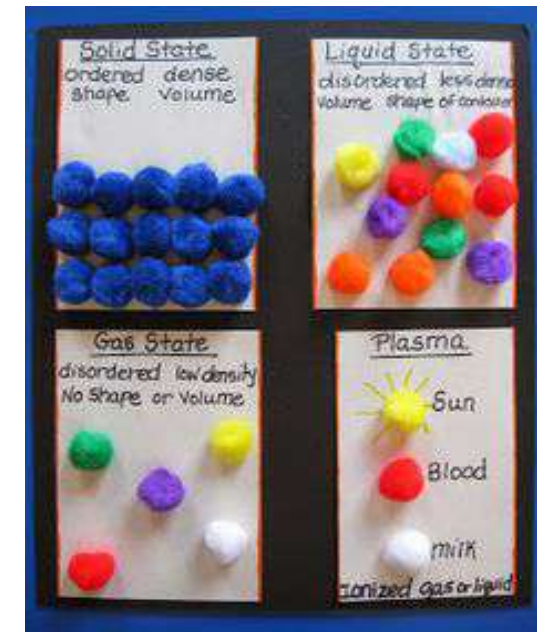 Solid State
ordered dense
shape volume
Liquid State
disordered less dense
volume shape of container
Gas State
disordered low density
No shape or volume
Plasma
Sun
Blood
milk
Ionized gas or liquid